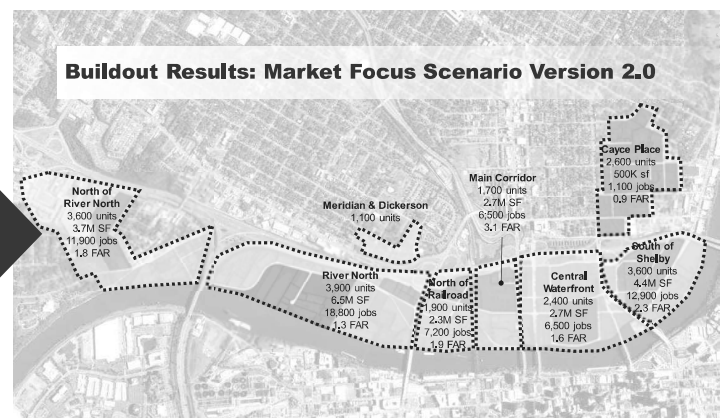 Buildout Results: Market Focus Scenario Version 2.0
Cayce Place
2,600 units
500K sf
1,100 jobs
0.9 FAR
Main Corridor
1,700 units
2.7M SF
6,500 jobs
3.1 FAR
North of
River North
3,600 units
3.7M SF
11,900 jobs
1.8 FAR
Meridian & Dickerson
1,100 units
South of
Shelby
3,600 units
4.4M SF
12,900 jobs
2.3 FAR
River North
3,900 units
6.5M SF
18,800 jobs
1.3 FAR
North of
Railroad
1,900 units
2.3M SF
7,200 jobs
1.9 FAR
Central
Waterfront
2,400 units
2.7M SF
6,500 jobs
1.6 FAR